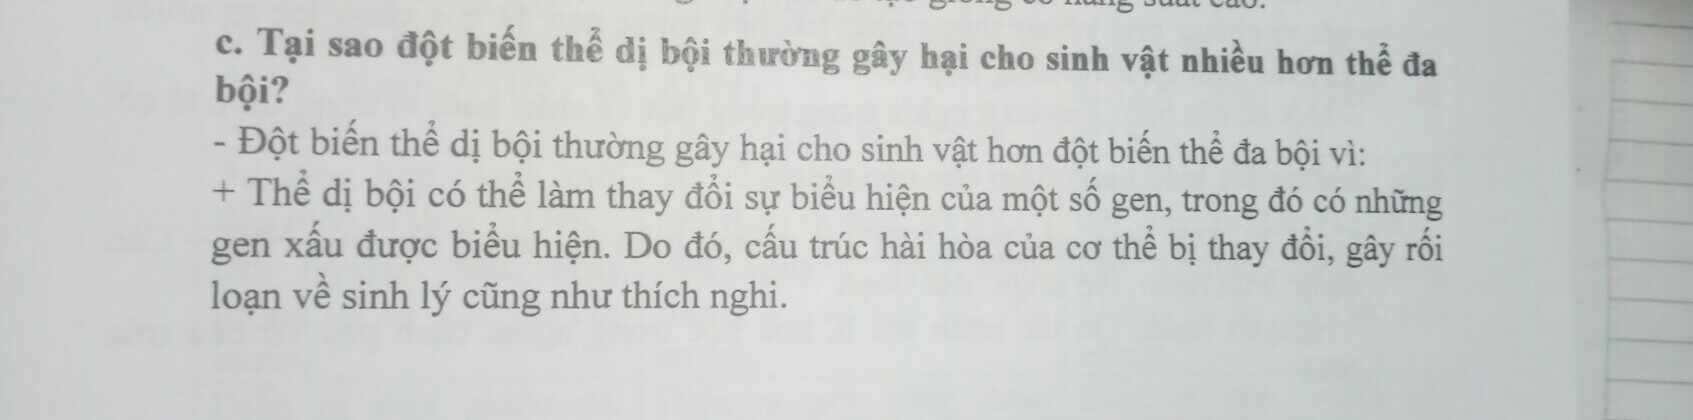 suất cao.
c. Tại sao đột biến thể dị bội thường gây hại cho sinh vật nhiều hơn thể đa
bội?
- Đột biến thể dị bội thường gây hại cho sinh vật hơn đột biến thể đa bội vì:
+ Thể dị bội có thể làm thay đổi sự biểu hiện của một số gen, trong đó có những
gen xấu được biểu hiện. Do đó, cấu trúc hài hòa của cơ thể bị thay đổi, gây rối
loạn về sinh lý cũng như thích nghi.